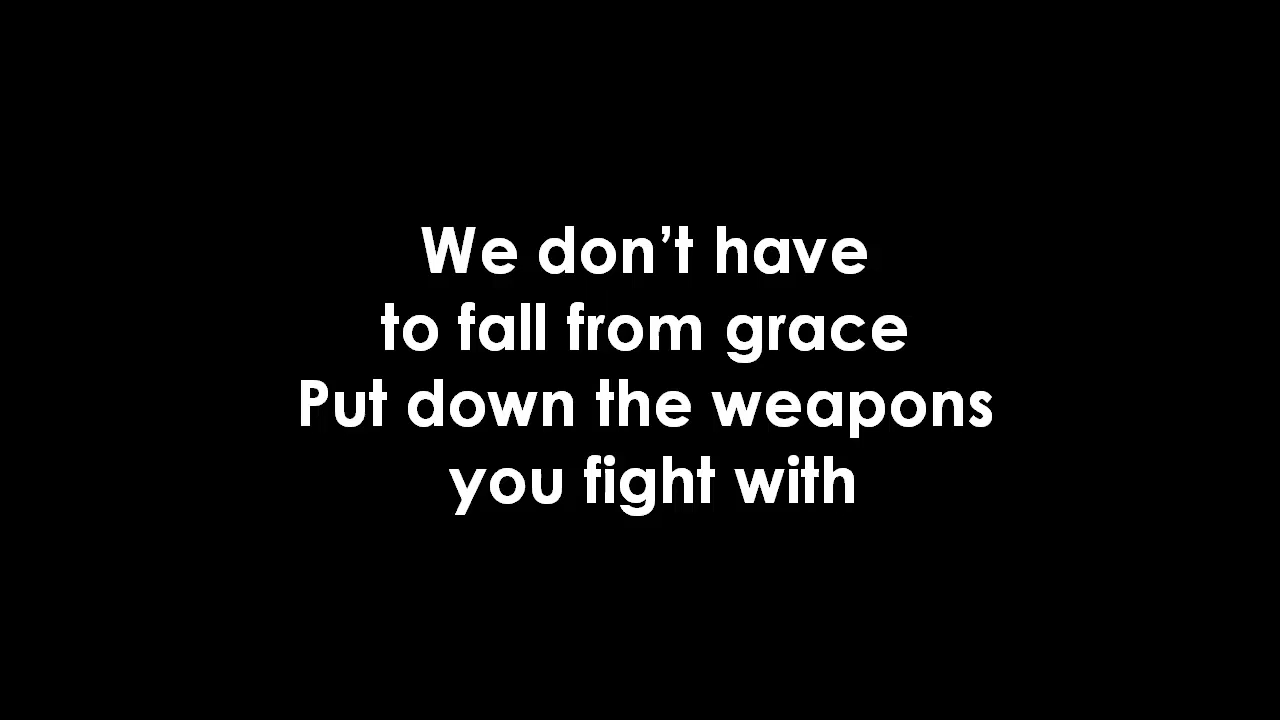 We don’t have
to fall from grace
Put down the weapons
you fight with